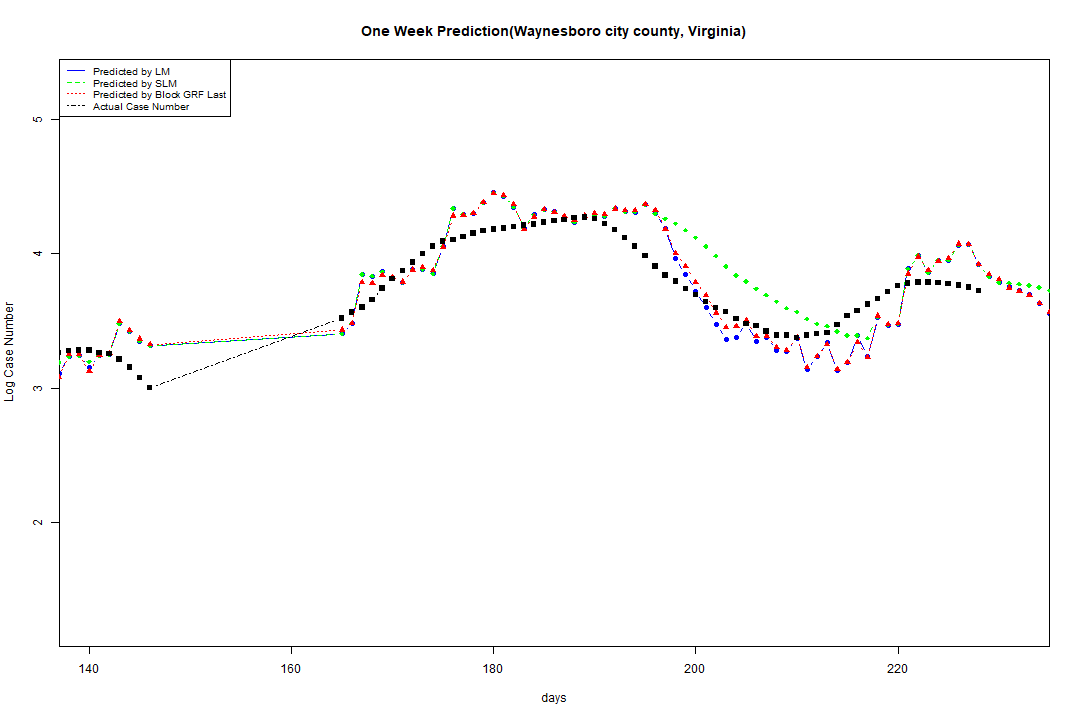 One Week Prediction(Waynesboro city county, Virginia)
Predicted by LM
Predicted by SLM
Predicted by Block GRF Last
Actual Case Number
5
4
3
2
Log Case Number
140 160 180 200 220
days